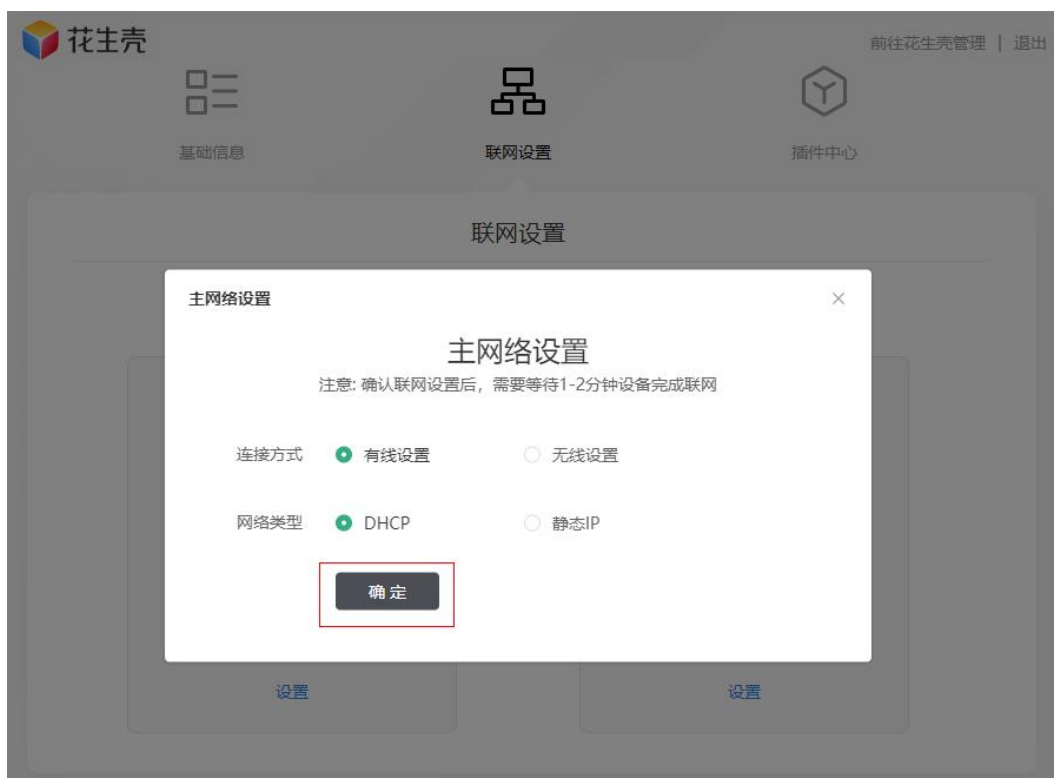 花生壳
前往花生壳管理 | 退出
基础信息
联网设置
插件中心
联网设置
主网络设置
主网络设置
注意: 确认联网设置后，需要等待1-2分钟设备完成联网
连接方式 有线设置 无线设置
网络类型 DHCP 静态IP
确定
设置 设置